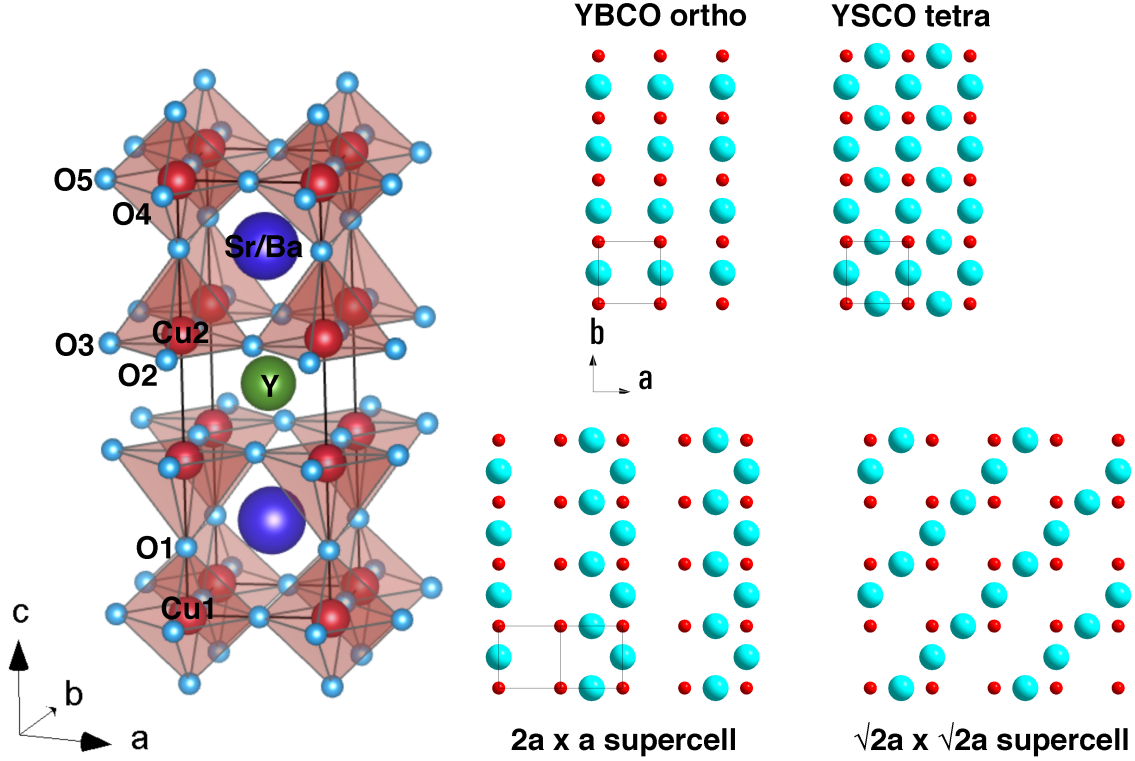 YBCO ortho
YSCO tetra
O5
O4
Sr/Ba
Cu2
O3
O2
Y
O1
Cu1
c
b
a
b
a
2a x a supercell
√2a x √2a supercell